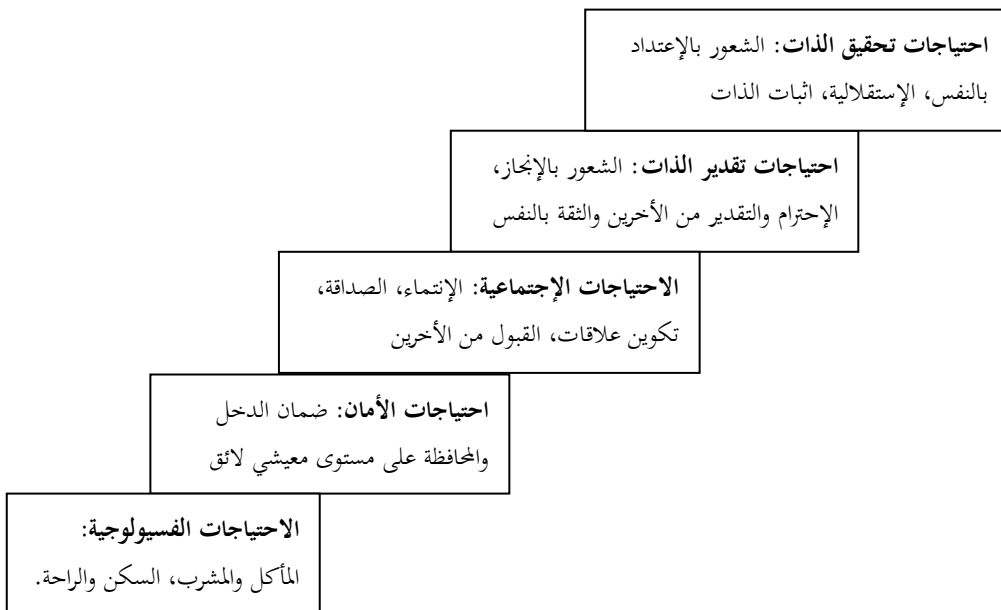 احتياجات تحقيق الذات: الشعور بالإعتداد
بالنفس، الإستقلالية، اثبات الذات
احتياجات تقدير الذات: الشعور بالإنجاز،
الإحترام والتقدير من الأخرين والثقة بالنفس
الاحتياجات الإجتماعية: الإنتماء، الصداقة،
تكوين علاقات، القبول من الأخرين
احتياجات الأمان: ضمان الدخل
والمحافظة على مستوى معيشي لائق
الاحتياجات الفسيولوجية:
المأكل والمشرب، السكن والراحة.